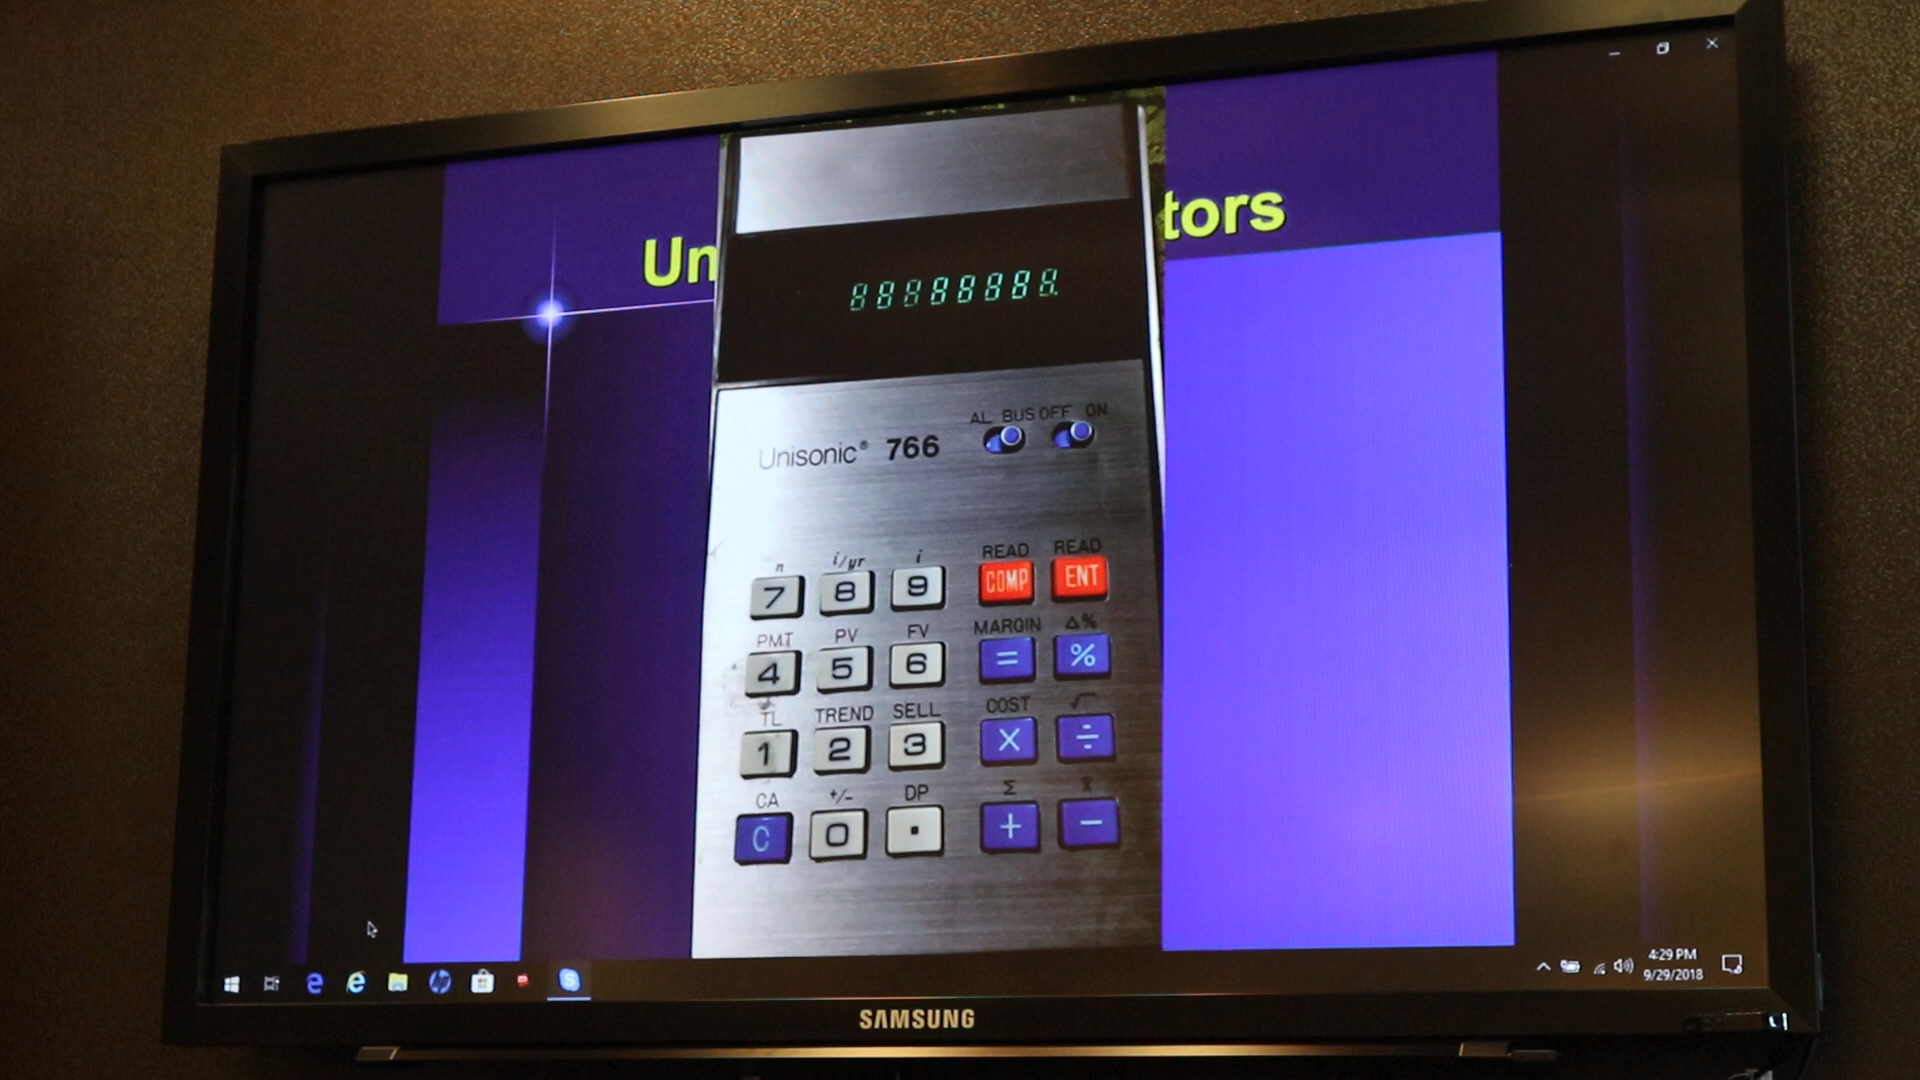 Un
tors
88888888.
AL BUS OFF ON
Unisonic® 766
n i/yr i READ READ
7 8 9 COMP ENT
PMT PV FV MARGIN Δ%
4 5 6 = %
TL TREND SELL COST √
1 2 3 X ÷
CA +/- DP Σ x̄
C 0 . + −
4:29 PM
9/29/2018
SAMSUNG